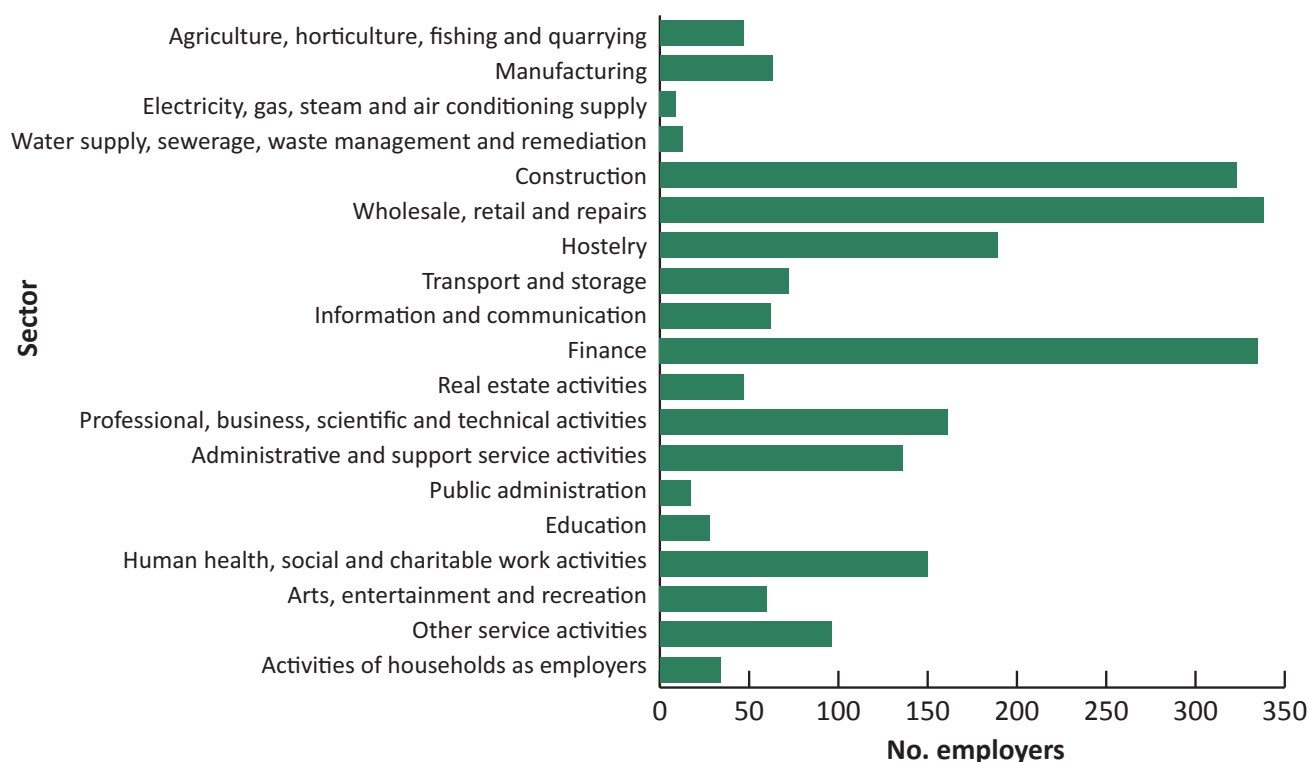 Agriculture, horticulture, fishing and quarrying
Manufacturing
Electricity, gas, steam and air conditioning supply
Water supply, sewerage, waste management and remediation
Construction
Wholesale, retail and repairs
Hostelry
Transport and storage
Information and communication
Finance
Real estate activities
Professional, business, scientific and technical activities
Administrative and support service activities
Public administration
Education
Human health, social and charitable work activities
Arts, entertainment and recreation
Other service activities
Activities of households as employers
Sector
0 50 100 150 200 250 300 350
No. employers